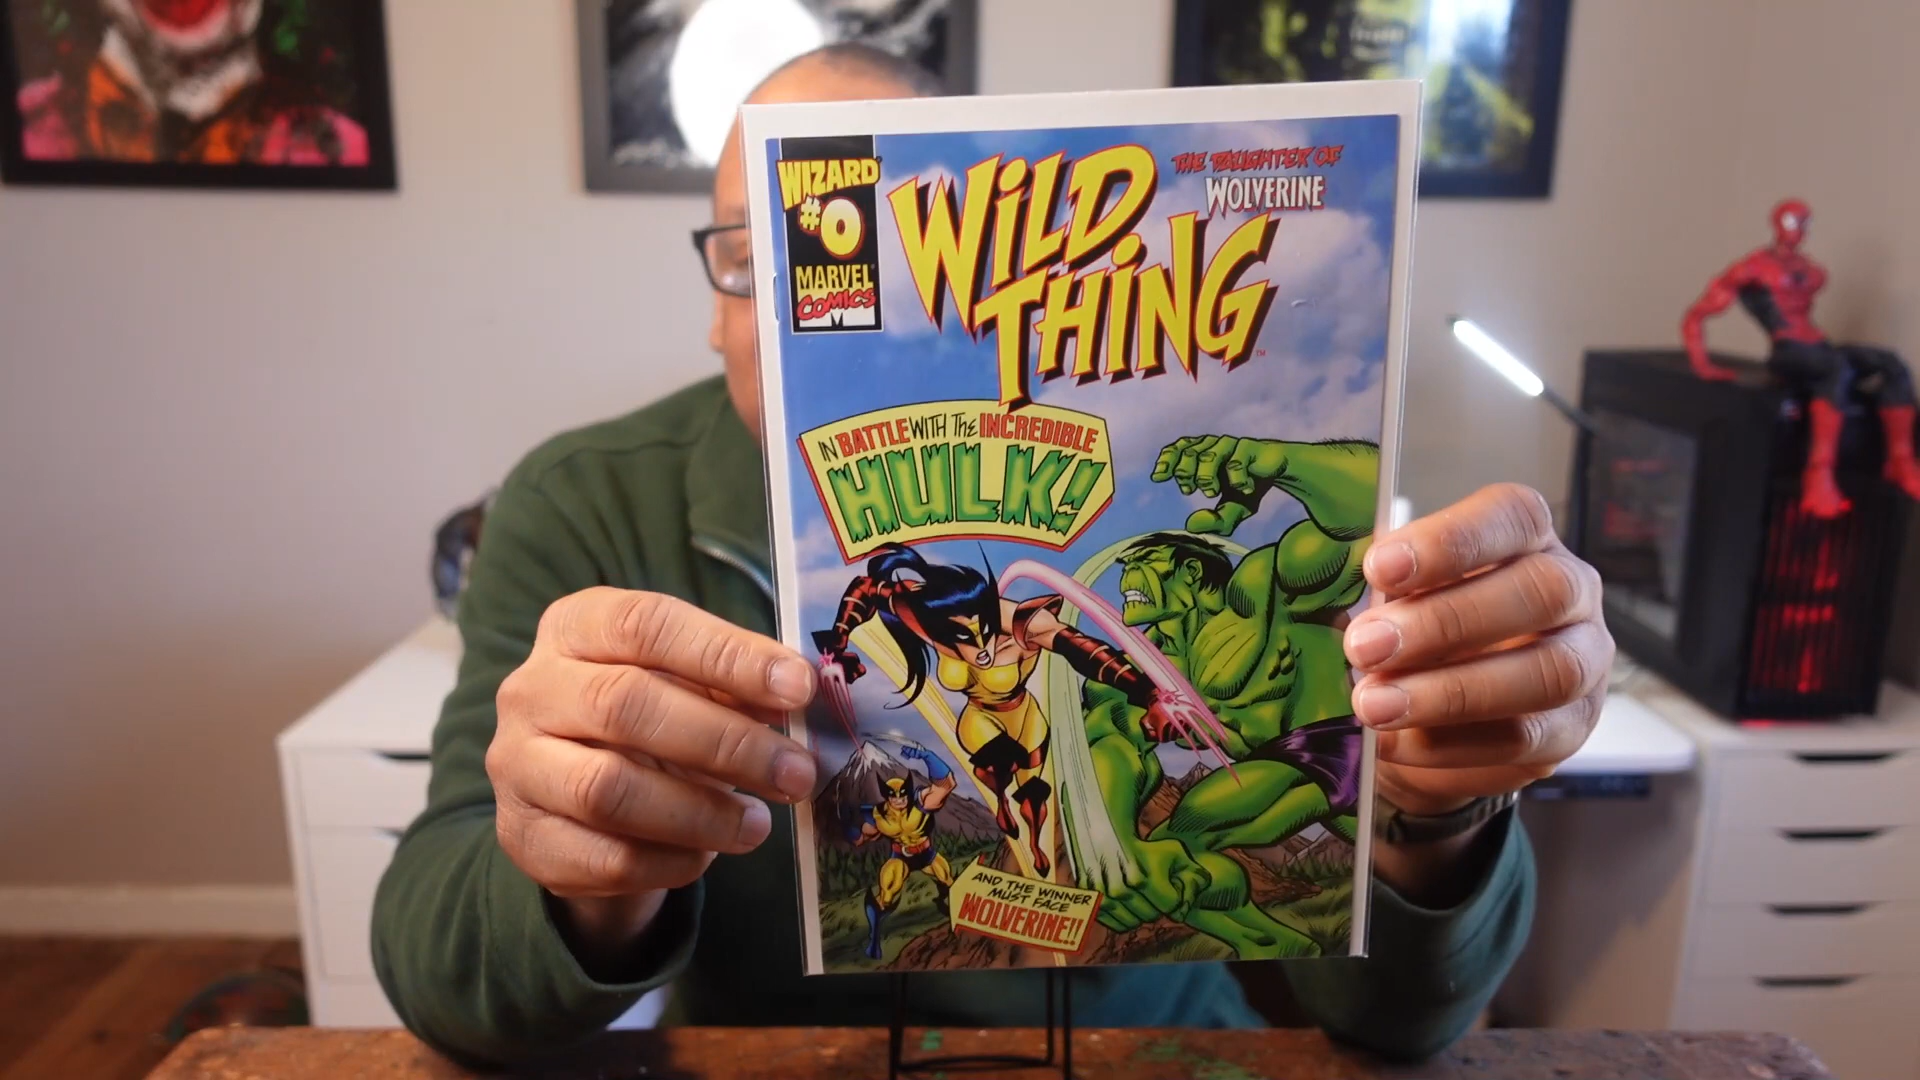 WIZARD
#0
MARVEL
COMICS
M
WiLD
THiNG
THE DAUGHTER OF
WOLVERINE
IN BATTLE WITH THE INCREDIBLE
HULK!
AND THE WINNER
MUST FACE
WOLVERINE!!